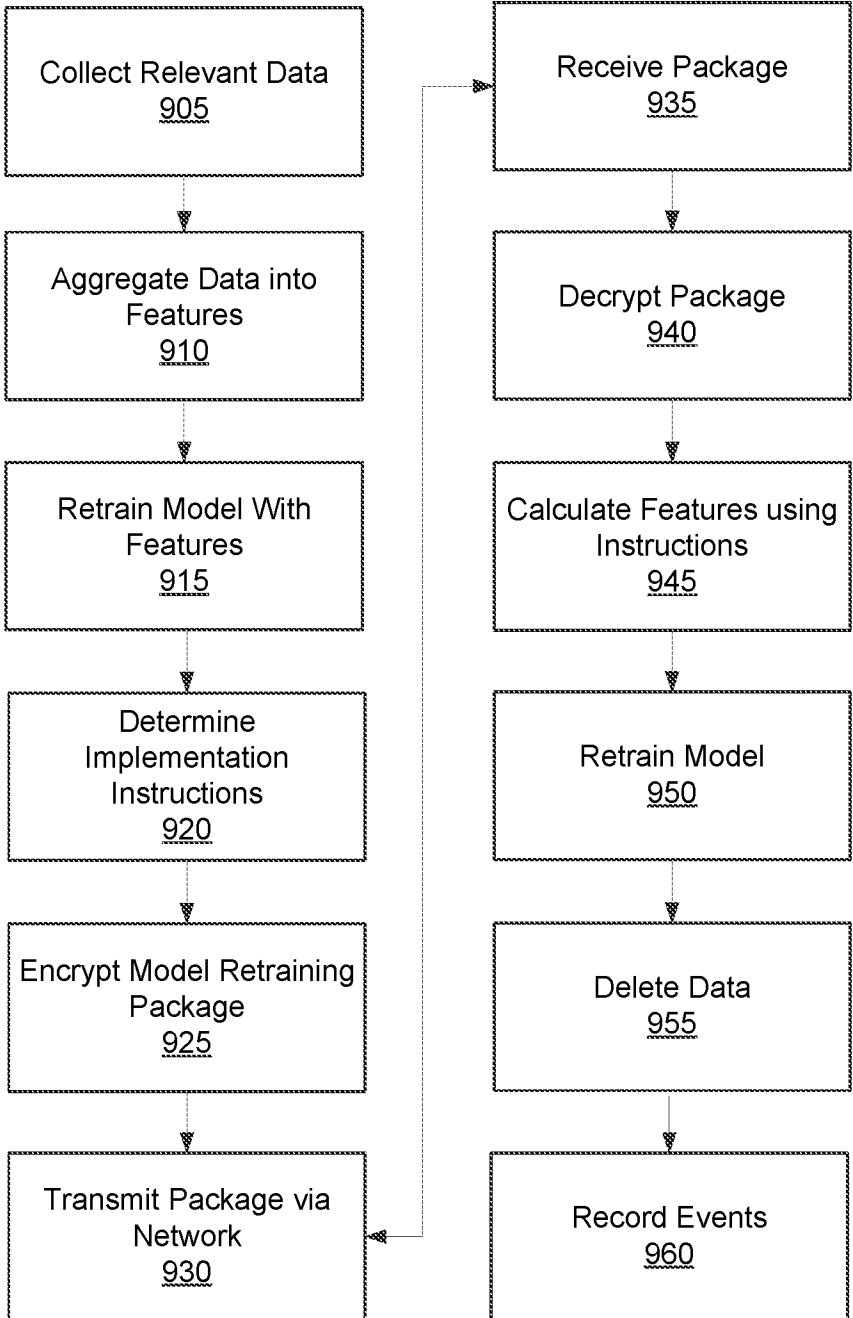 Collect Relevant Data
905
Aggregate Data into
Features
910
Retrain Model With
Features
915
Determine
Implementation
Instructions
920
Encrypt Model Retraining
Package
925
Transmit Package via
Network
930
Receive Package
935
Decrypt Package
940
Calculate Features using
Instructions
945
Retrain Model
950
Delete Data
955
Record Events
960